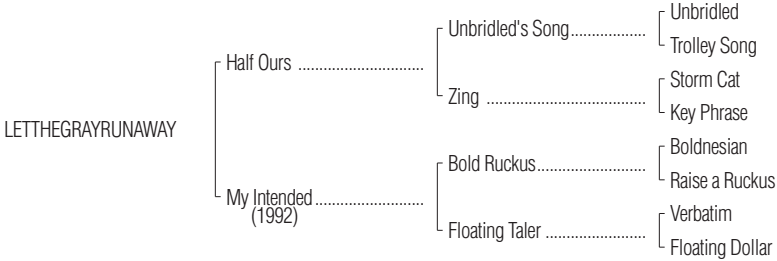 Unbridled
Unbridled's Song..................
Trolley Song
Half Ours ..............................
Storm Cat
Zing ......................................
Key Phrase
LETTHEGRAYRUNAWAY
Boldnesian
Bold Ruckus..........................
Raise a Ruckus
My Intended..........................
(1992)
Verbatim
Floating Taler ........................
Floating Dollar